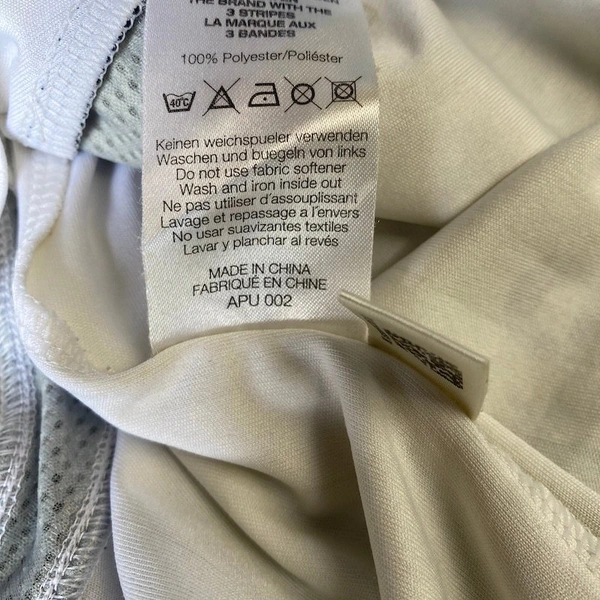 THE BRAND WITH THE
3 STRIPES
LA MARQUE AUX
3 BANDES
100% Polyester/Poliéster
40°C
Keinen weichspueler verwenden
Waschen und buegeln von links
Do not use fabric softener
Wash and iron inside out
Ne pas utiliser d'assouplissant
Lavage et repassage a l'envers
No usar suavizantes textiles
Lavar y planchar al revés
MADE IN CHINA
FABRIQUÉ EN CHINE
APU 002